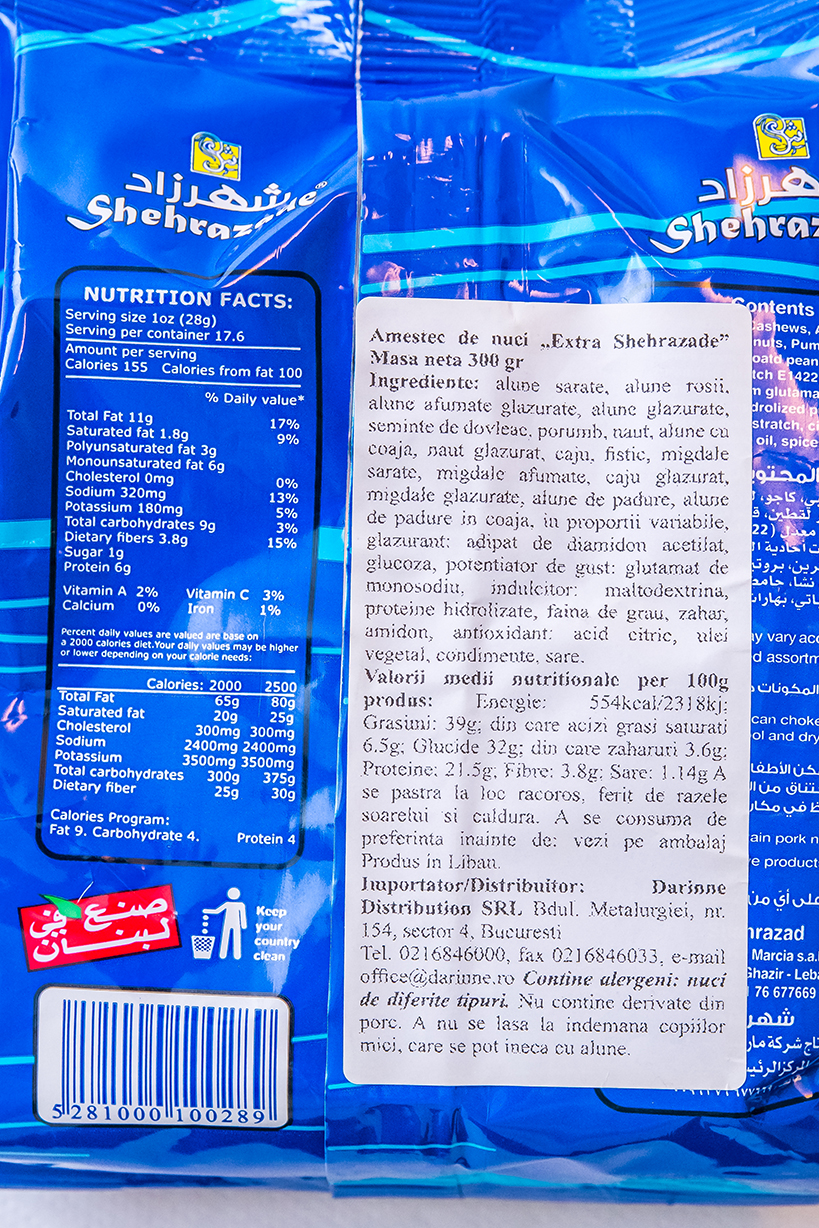 شهرزاد
Shehrazade®
NUTRITION FACTS:
Serving size 1oz (28g)
Serving per container 17.6
Amount per serving
Calories 155 Calories from fat 100
% Daily value*
Total Fat 11g 17%
Saturated fat 1.8g 9%
Polyunsaturated fat 3g
Monounsaturated fat 6g
Cholesterol 0mg 0%
Sodium 320mg 13%
Potassium 180mg 5%
Total carbohydrates 9g 3%
Dietary fibers 3.8g 15%
Sugar 1g
Protein 6g
Vitamin A 2% Vitamin C 3%
Calcium 0% Iron 1%
Percent daily values are valued are base on
a 2000 calories diet.Your daily values may be higher
or lower depending on your calorie needs:
Calories: 2000 2500
Total Fat 65g 80g
Saturated fat 20g 25g
Cholesterol 300mg 300mg
Sodium 2400mg 2400mg
Potassium 3500mg 3500mg
Total carbohydrates 300g 375g
Dietary fiber 25g 30g
Calories Program:
Fat 9. Carbohydrate 4. Protein 4
صنع في
لبنان
Keep
your
country
clean
5 281000 100289
Amestec de nuci „Extra Shehrazade”
Masa neta 300 gr
Ingrediente: alune sarate, alune rosii,
alune afumate glazurate, alune glazurate,
seminte de dovleac, porumb, naut, alune cu
coaja, naut glazurat, caju, fistic, migdale
sarate, migdale afumate, caju glazurat,
migdale glazurate, alune de padure, alune
de padure in coaja, in proportii variabile,
glazurant: adipat de diamidon acetilat,
glucoza, potentiator de gust: glutamat de
monosodiu, indulcitor: maltodextrina,
proteine hidrolizate, faina de grau, zahar,
amidon, antioxidant: acid citric, ulei
vegetal, condimente, sare.
Valorii medii nutritionale per 100g
produs: Energie: 554kcal/2318kj;
Grasimi: 39g; din care acizi grasi saturati
6.5g; Glucide 32g; din care zaharuri 3.6g;
Proteine: 21.5g; Fibre: 3.8g; Sare: 1.14g A
se pastra la loc racoros, ferit de razele
soarelui si caldura. A se consuma de
preferinta inainte de: vezi pe ambalaj
Produs in Liban.
Importator/Distribuitor: Darinne
Distribution SRL Bdul. Metalurgiei, nr.
154, sector 4, Bucuresti
Tel. 0216846000, fax 0216846033, e-mail
office@darinne.ro Contine alergeni: nuci
de diferite tipuri. Nu contine derivate din
porc. A nu se lasa la indemana copiilor
mici, care se pot ineca cu alune.
Contents
E1422
oil, spice
vary
can choke
and dry
pork
product
Marcia s.a.l
Ghazir - Leba
76 677669